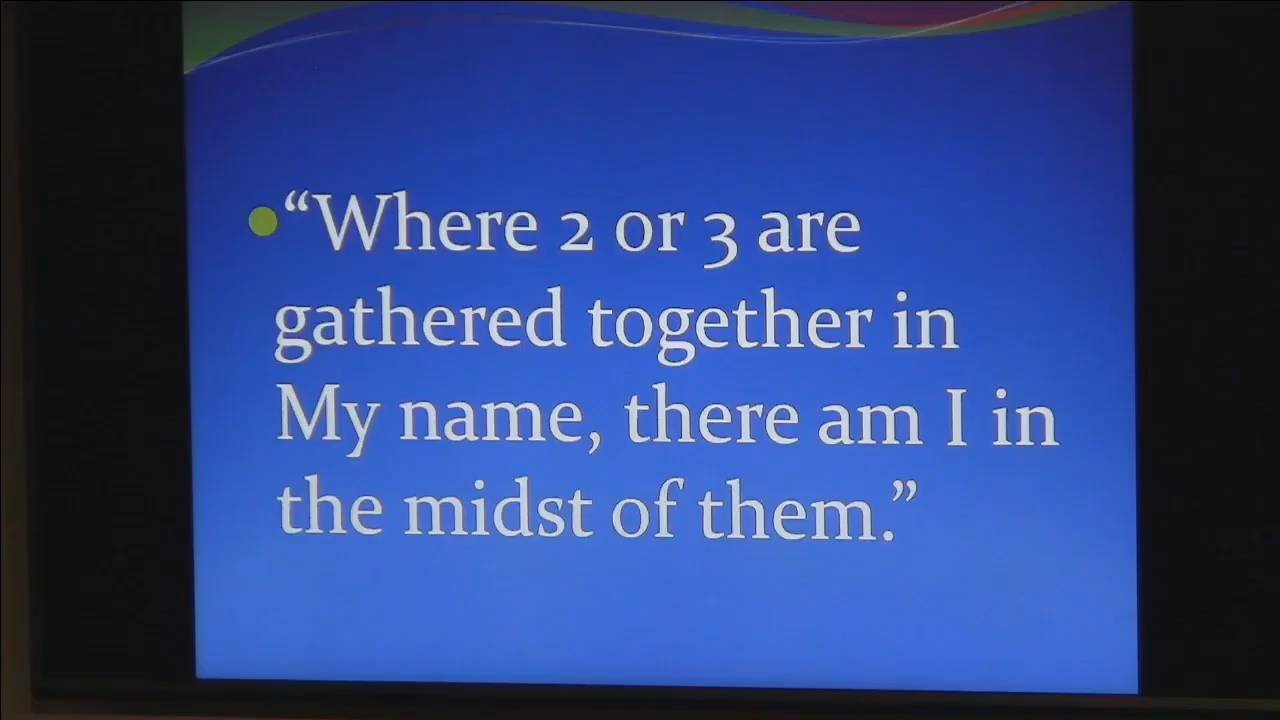 “Where 2 or 3 are
gathered together in
My name, there am I in
the midst of them.”